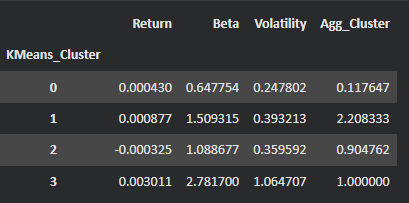 Return Beta Volatility Agg_Cluster
KMeans_Cluster
0 0.000430 0.647754 0.247802 0.117647
1 0.000877 1.509315 0.393213 2.208333
2 -0.000325 1.088677 0.359592 0.904762
3 0.003011 2.781700 1.064707 1.000000